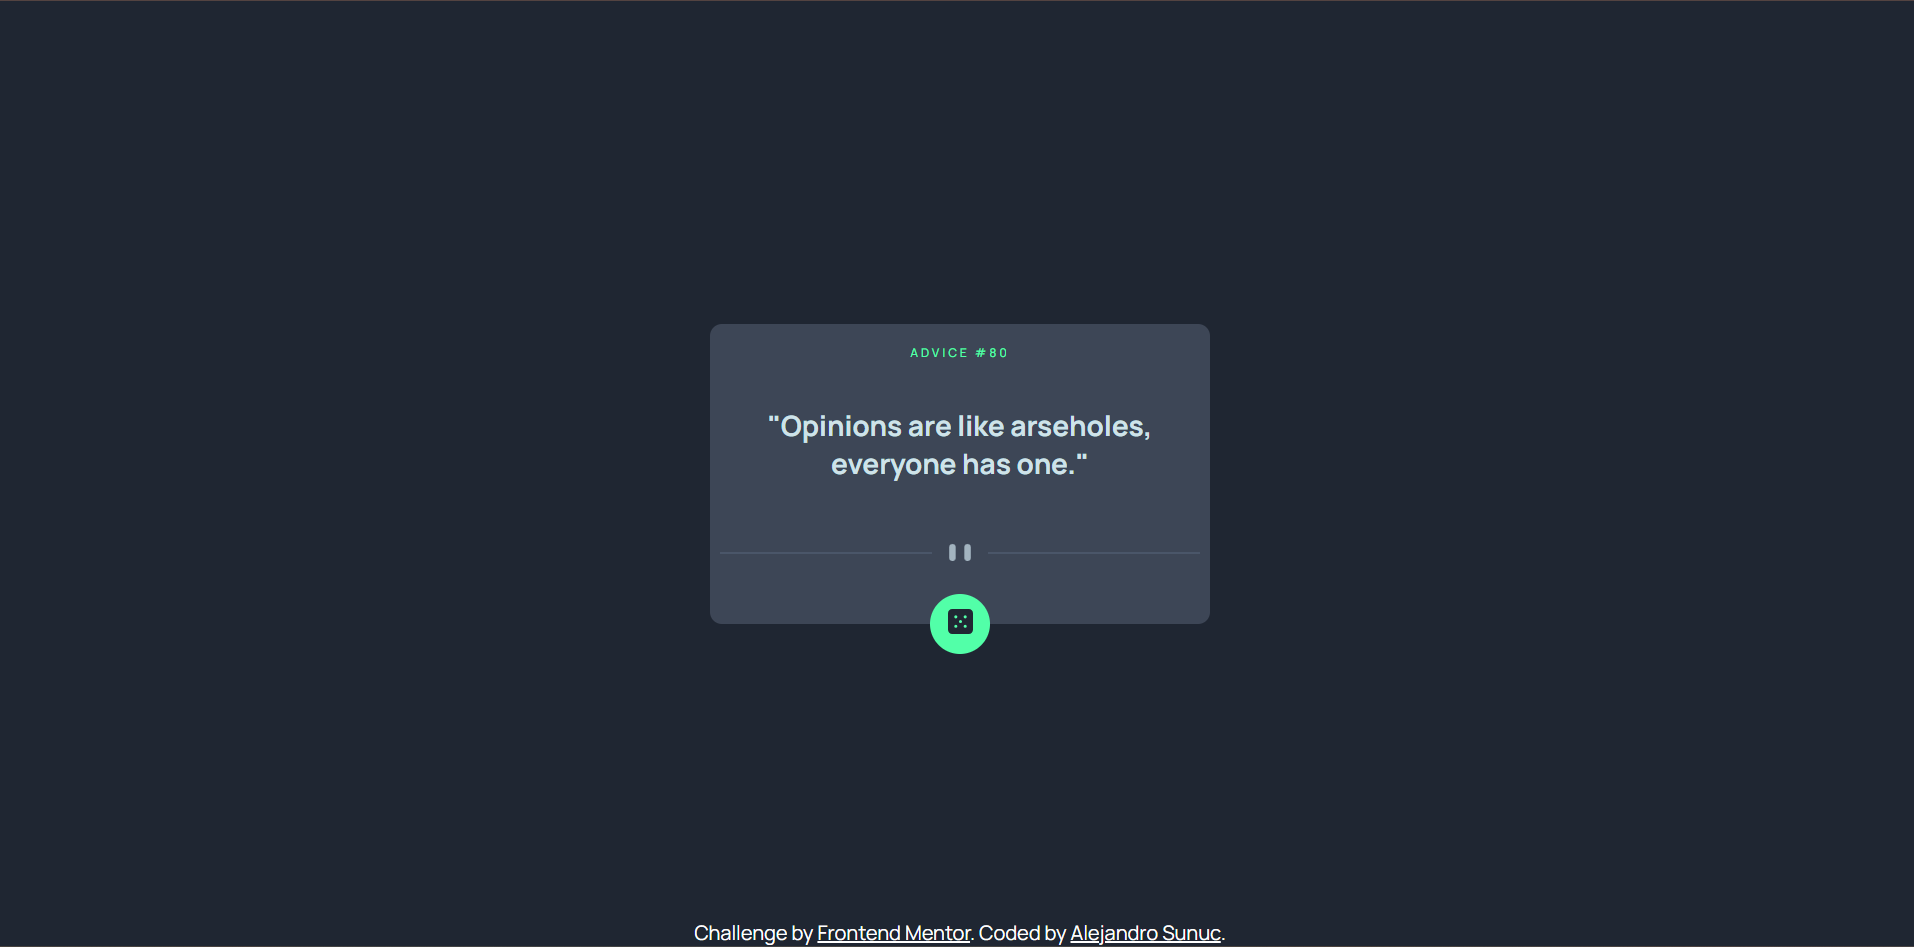 ADVICE #80
"Opinions are like arseholes,
everyone has one."
Challenge by Frontend Mentor. Coded by Alejandro Sunuc.